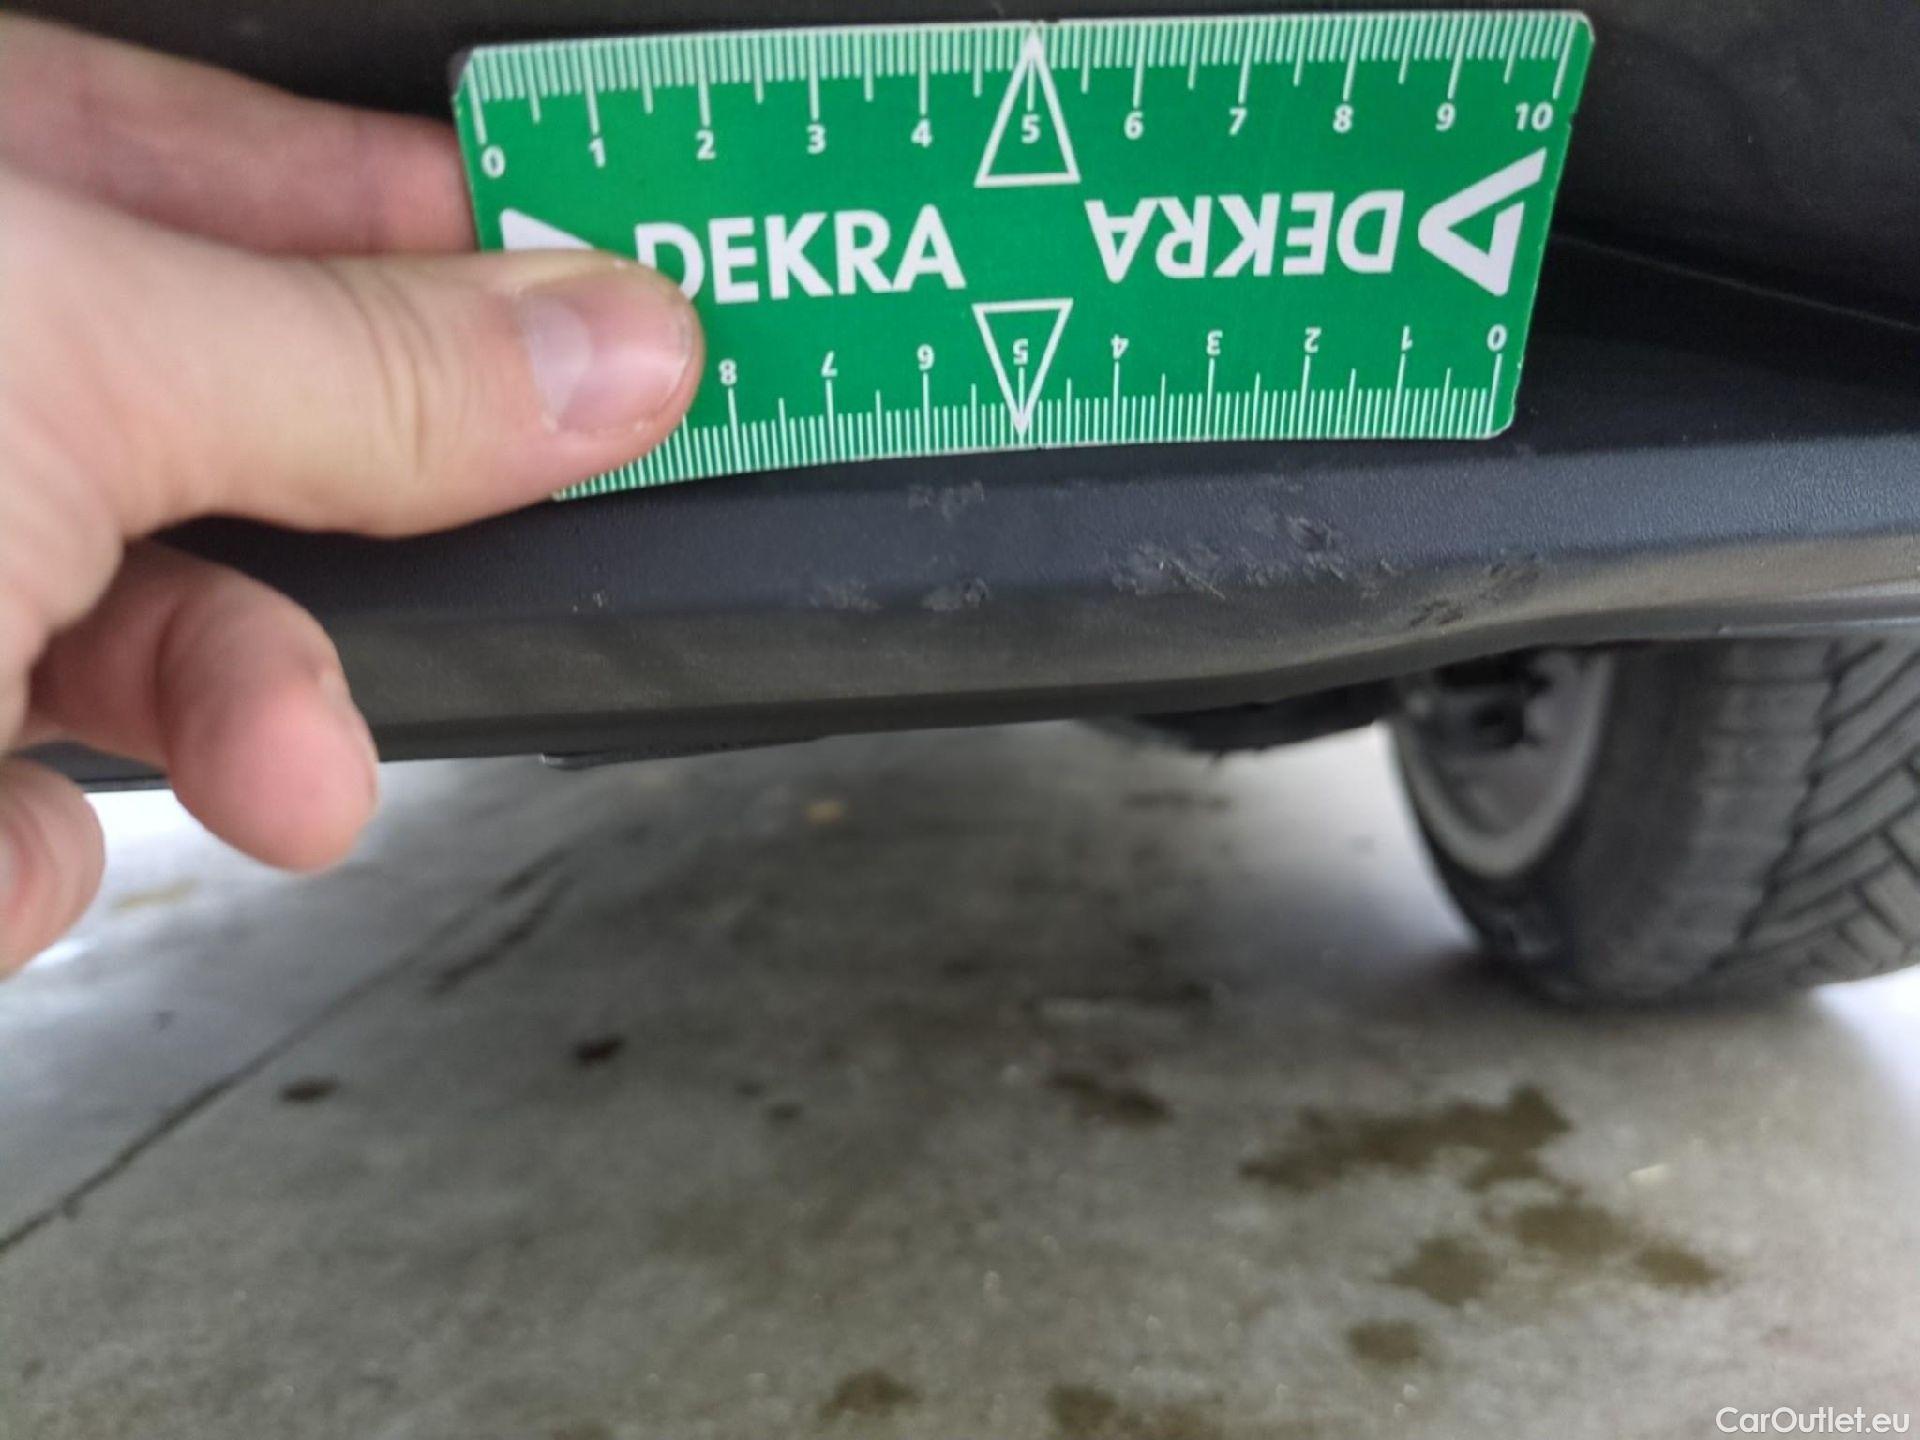 0 1 2 3 4 5 6 7 8 9 10
DEKRA
DEKRA
8 7 6 5 4 3 2 1 0
CarOutlet.eu